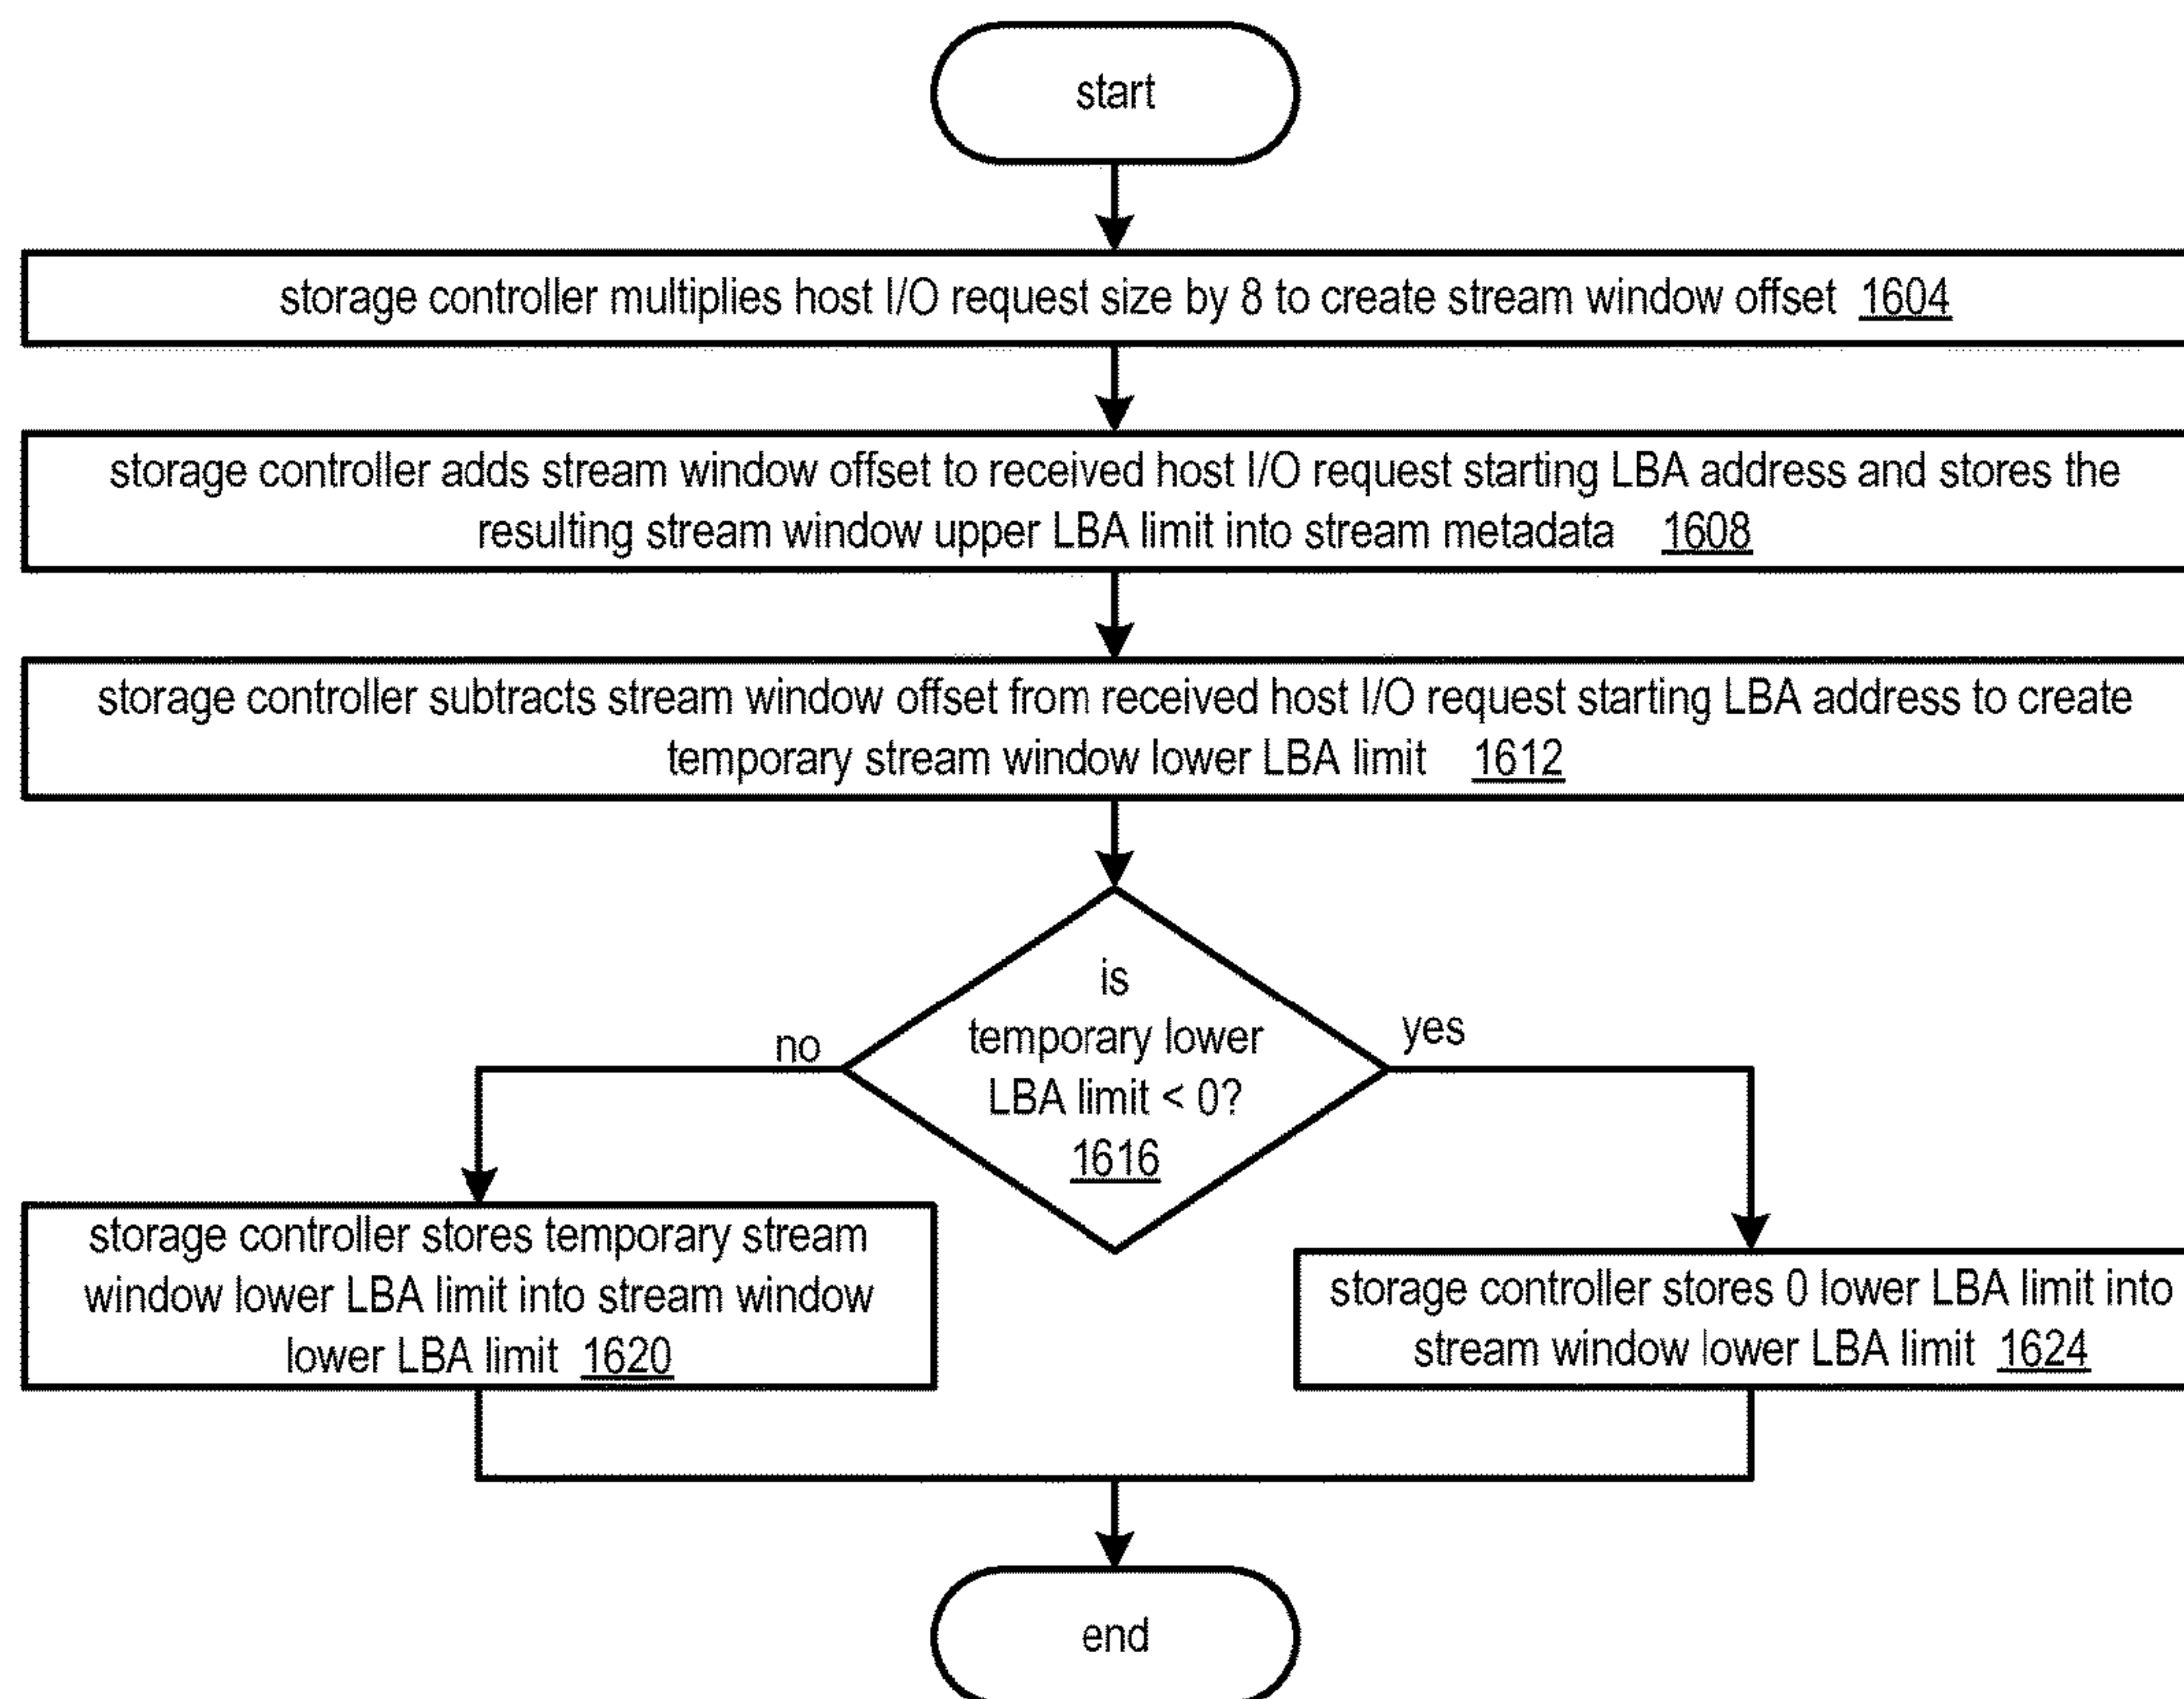 start
storage controller multiplies host I/O request size by 8 to create stream window offset 1604
storage controller adds stream window offset to received host I/O request starting LBA address and stores the
resulting stream window upper LBA limit into stream metadata 1608
storage controller subtracts stream window offset from received host I/O request starting LBA address to create
temporary stream window lower LBA limit 1612
is
temporary lower
LBA limit < 0?
1616
no
yes
storage controller stores temporary stream
window lower LBA limit into stream window
lower LBA limit 1620
storage controller stores 0 lower LBA limit into
stream window lower LBA limit 1624
end